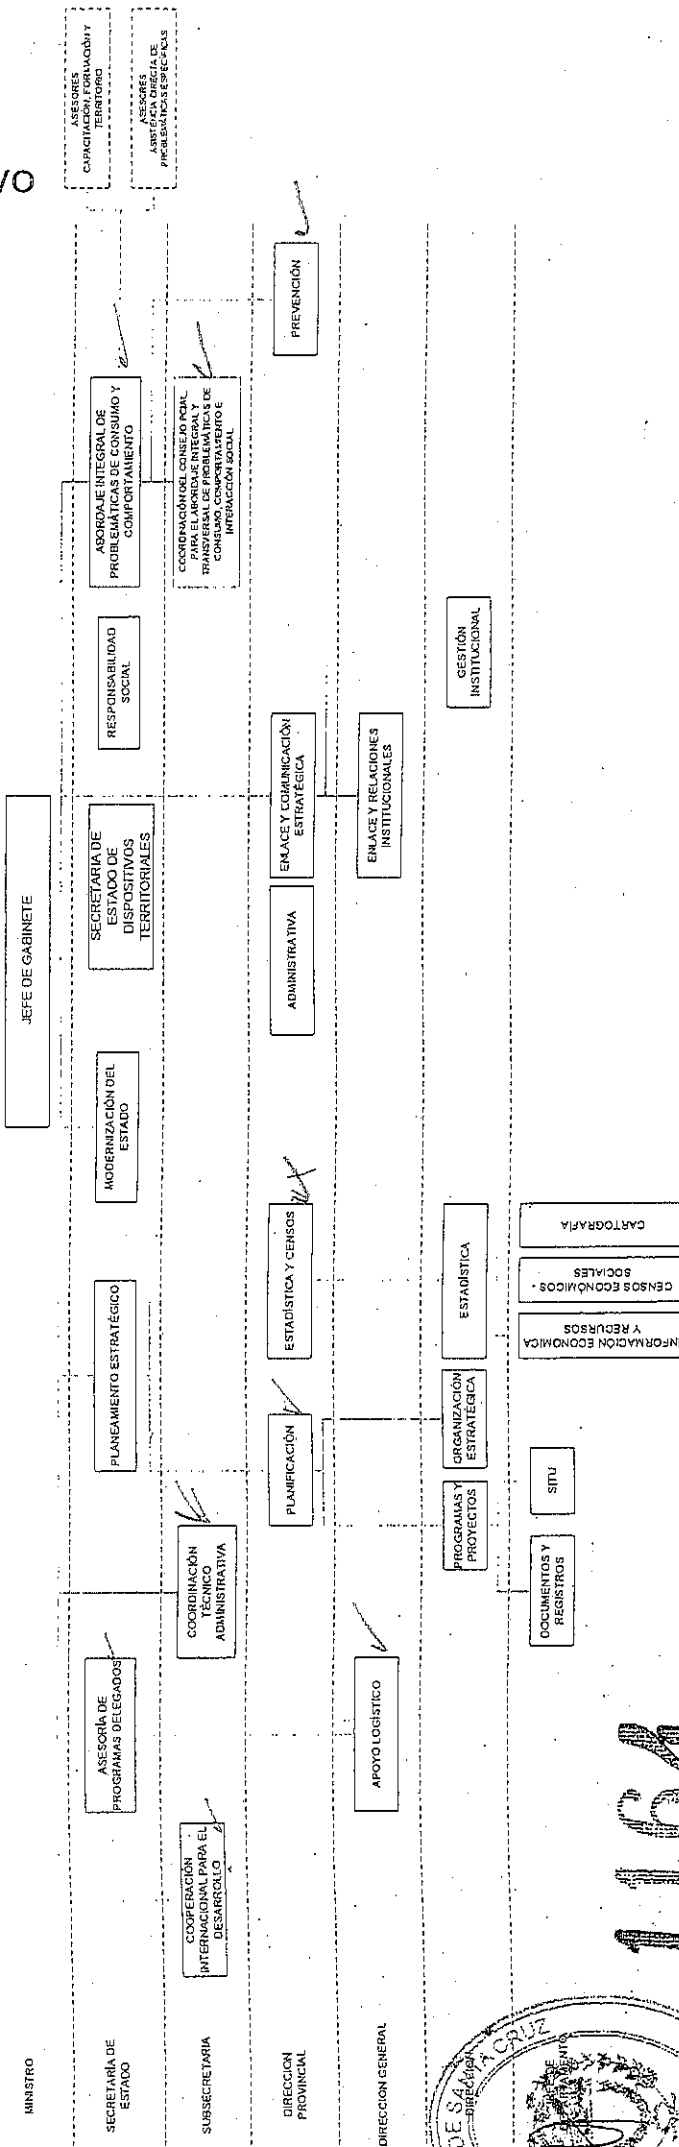 VO
ASESORES
CAPACITACIÓN, FORMACIÓN Y
TERRITORIO
ASESORES
ASISTENCIA DIRECTA DE
PROBLEMÁTICAS ESPECÍFICAS
MINISTRO
JEFE DE GABINETE
SECRETARÍA DE
ESTADO
ASESORÍA DE
PROGRAMAS DELEGADOS
PLANEAMIENTO ESTRATÉGICO
MODERNIZACIÓN DEL
ESTADO
SECRETARIA DE
ESTADO DE
DISPOSITIVOS
TERRITORIALES
RESPONSABILIDAD
SOCIAL
ABORDAJE INTEGRAL DE
PROBLEMÁTICAS DE CONSUMO Y
COMPORTAMIENTO
SUBSECRETARIA
COOPERACIÓN
INTERNACIONAL PARA EL
DESARROLLO
COORDINACIÓN
TÉCNICO
ADMINISTRATIVA
COORDINACIÓN DEL CONSEJO PCIAL.
PARA EL ABORDAJE INTEGRAL Y
TRANSVERSAL DE PROBLEMÁTICAS DE
CONSUMO, COMPORTAMIENTO E
INTERACCIÓN SOCIAL
DIRECCION
PROVINCIAL
PLANIFICACIÓN
ESTADÍSTICA Y CENSOS
ADMINISTRATIVA
ENLACE Y COMUNICACIÓN
ESTRATÉGICA
PREVENCIÓN
DIRECCION GENERAL
APOYO LOGÍSTICO
ENLACE Y RELACIONES
INSTITUCIONALES
DIRECCIÓN
PROGRAMAS Y
PROYECTOS
ORGANIZACIÓN
ESTRATÉGICA
ESTADÍSTICA
GESTIÓN
INSTITUCIONAL
DOCUMENTOS Y
REGISTROS
SITU
INFORMACIÓN ECONOMICA
Y RECURSOS
CENSOS ECONÓMICOS -
SOCIALES
CARTOGRAFÍA
DE SANTA CRUZ
116